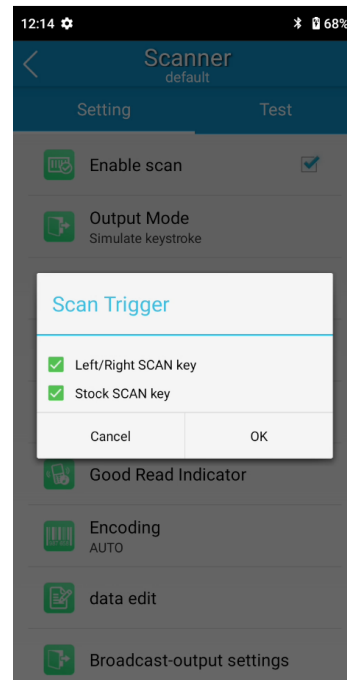 12:14 68%
Scanner
default
Setting Test
Enable scan
Output Mode
Simulate keystroke
Scan Trigger
Left/Right SCAN key
Stock SCAN key
Cancel OK
Good Read Indicator
Encoding
AUTO
data edit
Broadcast-output settings